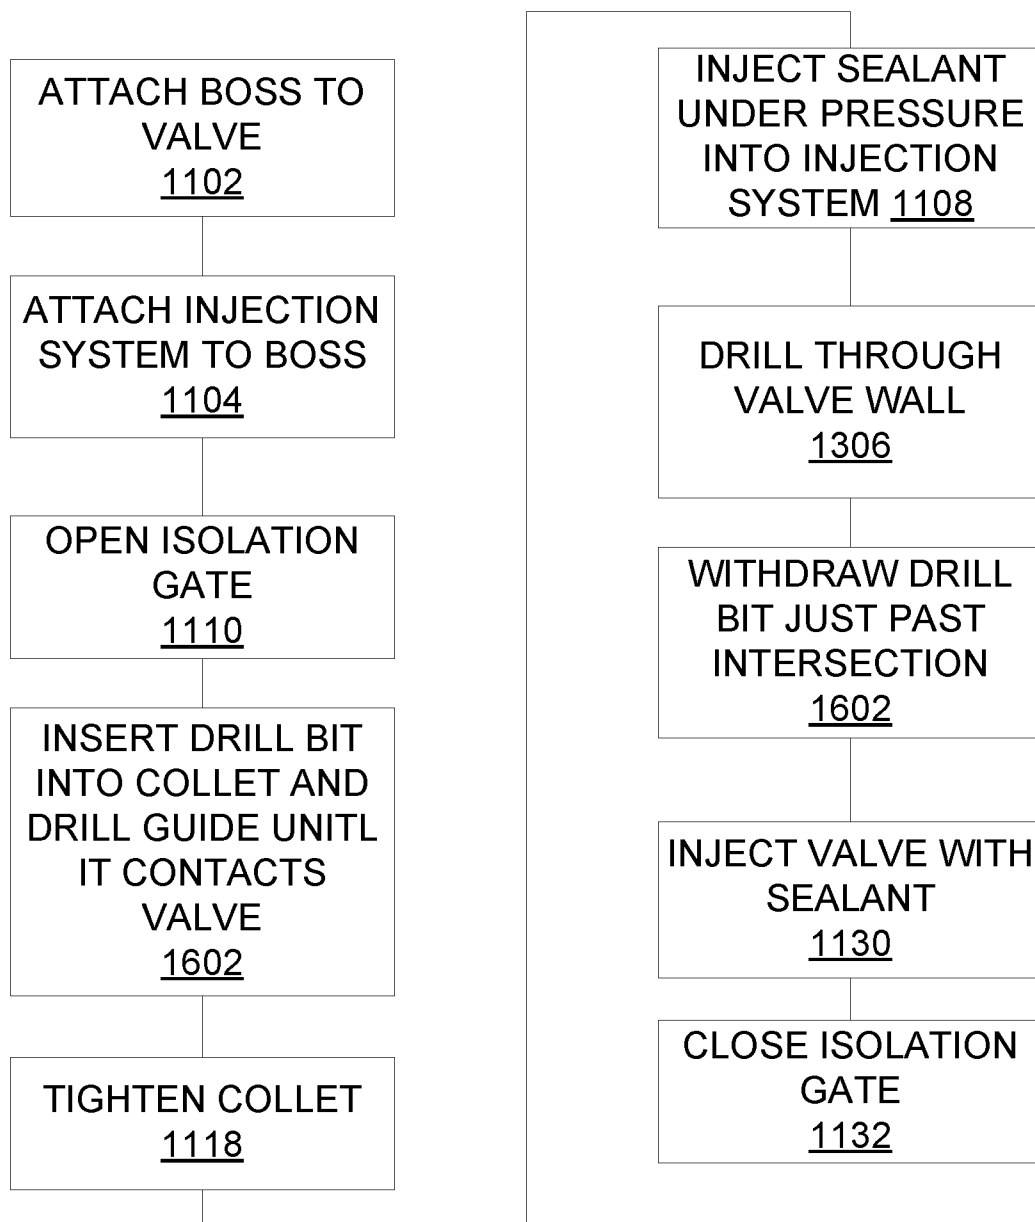 ATTACH BOSS TO
VALVE
1102
ATTACH INJECTION
SYSTEM TO BOSS
1104
OPEN ISOLATION
GATE
1110
INSERT DRILL BIT
INTO COLLET AND
DRILL GUIDE UNITL
IT CONTACTS
VALVE
1602
TIGHTEN COLLET
1118
INJECT SEALANT
UNDER PRESSURE
INTO INJECTION
SYSTEM 1108
DRILL THROUGH
VALVE WALL
1306
WITHDRAW DRILL
BIT JUST PAST
INTERSECTION
1602
INJECT VALVE WITH
SEALANT
1130
CLOSE ISOLATION
GATE
1132